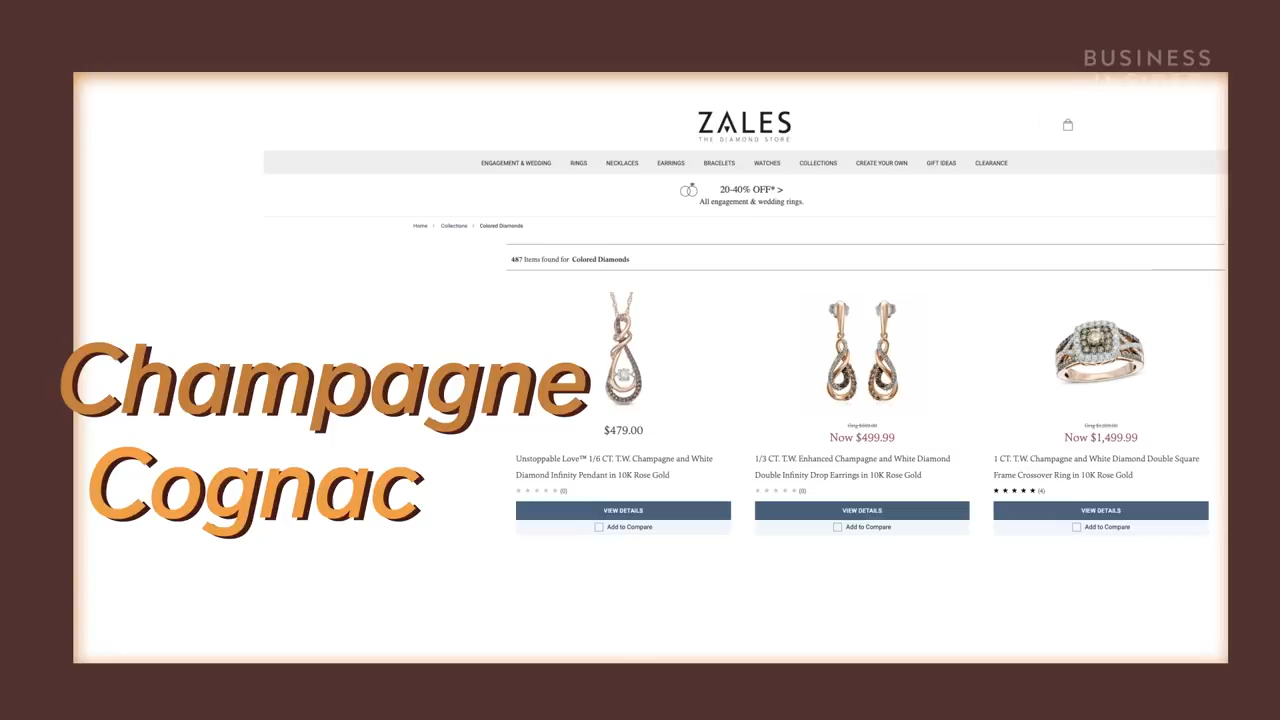 BUSINESS
INSIDER
ZALES
THE DIAMOND STORE
ENGAGEMENT & WEDDING RINGS NECKLACES EARRINGS BRACELETS WATCHES COLLECTIONS CREATE YOUR OWN GIFT IDEAS CLEARANCE
20-40% OFF* >
All engagement & wedding rings.
Home Collections Colored Diamonds
487 Items found for Colored Diamonds
Champagne
Cognac
$479.00
Unstoppable Love™ 1/6 CT. T.W. Champagne and White
Diamond Infinity Pendant in 10K Rose Gold
(0)
VIEW DETAILS
Add to Compare
Now $499.99
1/3 CT. T.W. Enhanced Champagne and White Diamond
Double Infinity Drop Earrings in 10K Rose Gold
(0)
VIEW DETAILS
Add to Compare
Now $1,499.99
1 CT. T.W. Champagne and White Diamond Double Square
Frame Crossover Ring in 10K Rose Gold
(4)
VIEW DETAILS
Add to Compare